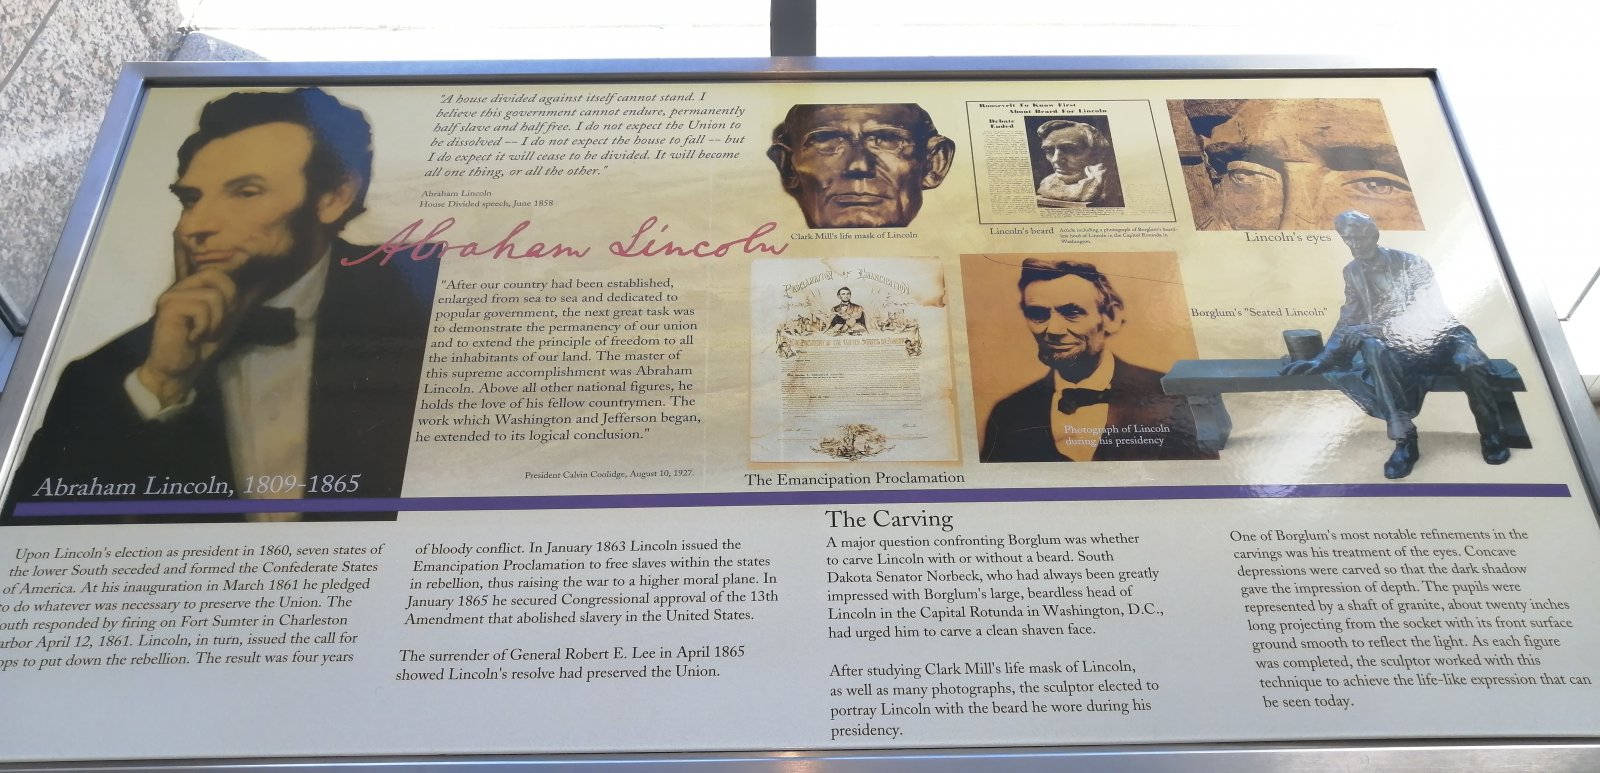 "A house divided against itself cannot stand. I
believe this government cannot endure, permanently
half slave and half free. I do not expect the Union to
be dissolved -- I do not expect the house to fall -- but
I do expect it will cease to be divided. It will become
all one thing, or all the other."
Abraham Lincoln
House Divided speech, June 1858
Abraham Lincoln
"After our country had been established,
enlarged from sea to sea and dedicated to
popular government, the next great task was
to demonstrate the permanency of our union
and to extend the principle of freedom to all
the inhabitants of our land. The master of
this supreme accomplishment was Abraham
Lincoln. Above all other national figures, he
holds the love of his fellow countrymen. The
work which Washington and Jefferson began,
he extended to its logical conclusion."
President Calvin Coolidge, August 10, 1927.
Abraham Lincoln, 1809-1865
Clark Mill's life mask of Lincoln
Roosevelt To Know First
About Beard For Lincoln
Debate
Ended
Lincoln's beard
Article including a photograph of Borglum's beard-
less head of Lincoln in the Capitol Rotunda in
Washington.
Lincoln's eyes
PROCLAMATION OF EMANCIPATION
The Emancipation Proclamation
Photograph of Lincoln
during his presidency
Borglum's "Seated Lincoln"
Upon Lincoln's election as president in 1860, seven states of
the lower South seceded and formed the Confederate States
of America. At his inauguration in March 1861 he pledged
to do whatever was necessary to preserve the Union. The
outh responded by firing on Fort Sumter in Charleston
arbor April 12, 1861. Lincoln, in turn, issued the call for
ops to put down the rebellion. The result was four years
of bloody conflict. In January 1863 Lincoln issued the
Emancipation Proclamation to free slaves within the states
in rebellion, thus raising the war to a higher moral plane. In
January 1865 he secured Congressional approval of the 13th
Amendment that abolished slavery in the United States.
The surrender of General Robert E. Lee in April 1865
showed Lincoln's resolve had preserved the Union.
The Carving
A major question confronting Borglum was whether
to carve Lincoln with or without a beard. South
Dakota Senator Norbeck, who had always been greatly
impressed with Borglum's large, beardless head of
Lincoln in the Capital Rotunda in Washington, D.C.,
had urged him to carve a clean shaven face.
After studying Clark Mill's life mask of Lincoln,
as well as many photographs, the sculptor elected to
portray Lincoln with the beard he wore during his
presidency.
One of Borglum's most notable refinements in the
carvings was his treatment of the eyes. Concave
depressions were carved so that the dark shadow
gave the impression of depth. The pupils were
represented by a shaft of granite, about twenty inches
long projecting from the socket with its front surface
ground smooth to reflect the light. As each figure
was completed, the sculptor worked with this
technique to achieve the life-like expression that can
be seen today.